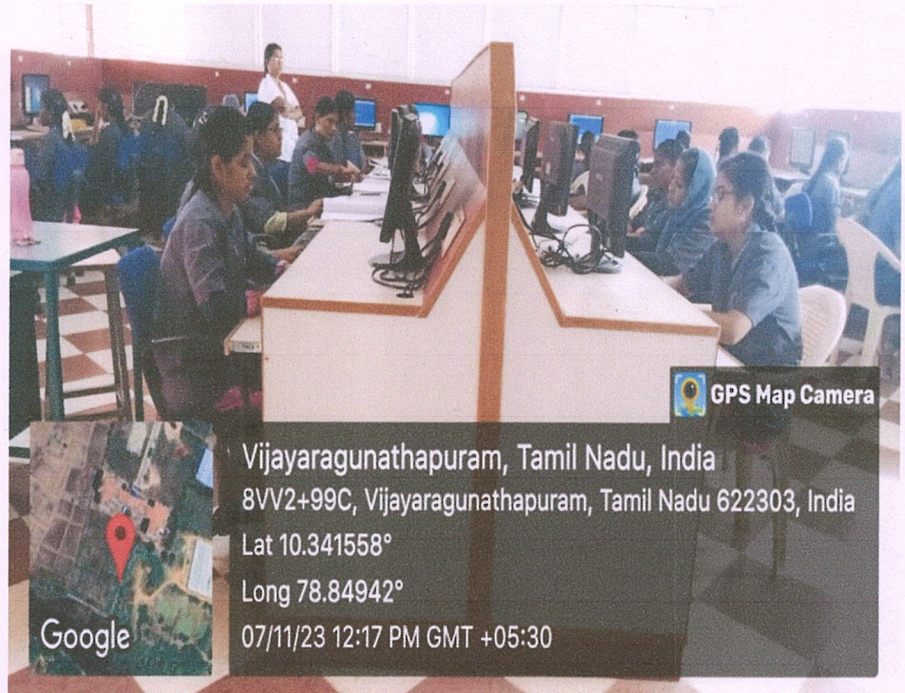 GPS Map Camera
Vijayaragunathapuram, Tamil Nadu, India
8VV2+99C, Vijayaragunathapuram, Tamil Nadu 622303, India
Lat 10.341558°
Long 78.84942°
07/11/23 12:17 PM GMT +05:30
Google